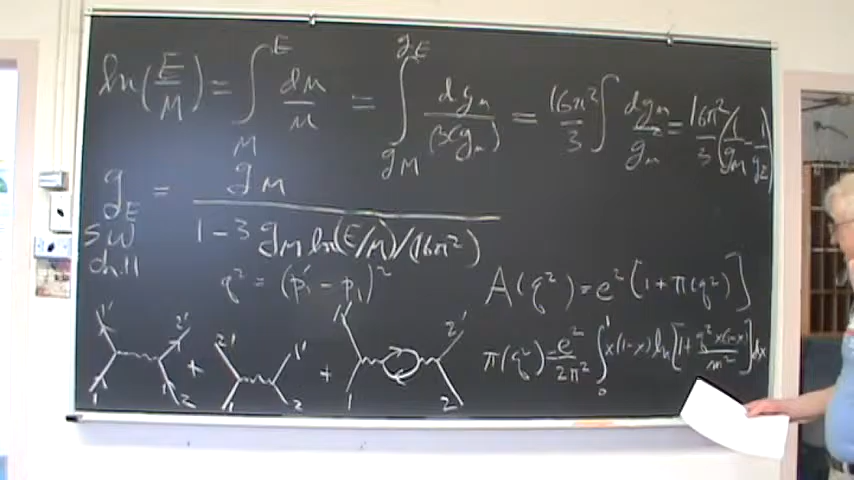 ln(E/M) = ∫_M^E dμ/μ = ∫_{g_M}^{g_E} dg_μ/β(g_μ) = 16π²/3 ∫ dg_μ/g_μ² = 16π²/3 (1/g_M - 1/g_E)
g_E = g_M / (1-3 g_M ln(E/M)/(16π²))
SW
ch.11
q² = (p₁' - p₁)²
A(q²) = e²[1+π(q²)]
π(q²) = e²/2π² ∫₀¹ x(1-x) ln[1+ q²x(1-x)/m²]dx
1' 2' + 2' 1' + 1' 2'
1 2 1 2 1 2